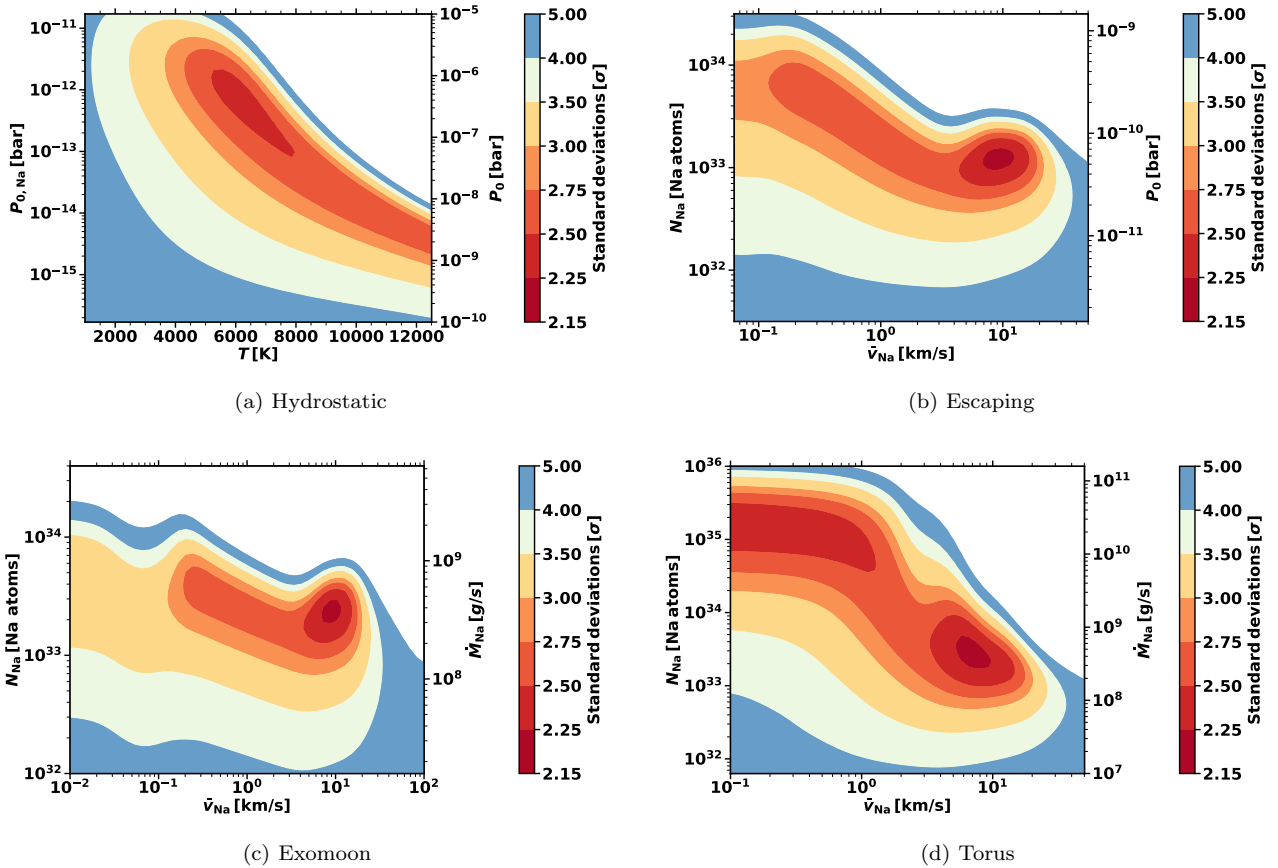 10⁻¹¹
10⁻¹²
10⁻¹³
10⁻¹⁴
10⁻¹⁵
P₀, Na [bar]
2000 4000 6000 8000 10000 12000
T [K]
10⁻⁵
10⁻⁶
10⁻⁷
10⁻⁸
10⁻⁹
10⁻¹⁰
P₀ [bar]
5.00
4.00
3.50
3.00
2.75
2.50
2.25
2.15
Standard deviations [σ]
(a) Hydrostatic
10³⁴
10³³
10³²
N_Na [Na atoms]
10⁻¹ 10⁰ 10¹
v̄_Na [km/s]
10⁻⁹
10⁻¹⁰
10⁻¹¹
P₀ [bar]
5.00
4.00
3.50
3.00
2.75
2.50
2.25
2.15
Standard deviations [σ]
(b) Escaping
10³⁴
10³³
10³²
N_Na [Na atoms]
10⁻² 10⁻¹ 10⁰ 10¹ 10²
v̄_Na [km/s]
10⁹
10⁸
Ṁ_Na [g/s]
5.00
4.00
3.50
3.00
2.75
2.50
2.25
2.15
Standard deviations [σ]
(c) Exomoon
10³⁶
10³⁵
10³⁴
10³³
10³²
N_Na [Na atoms]
10⁻¹ 10⁰ 10¹
v̄_Na [km/s]
10¹¹
10¹⁰
10⁹
10⁸
10⁷
Ṁ_Na [g/s]
5.00
4.00
3.50
3.00
2.75
2.50
2.25
2.15
Standard deviations [σ]
(d) Torus